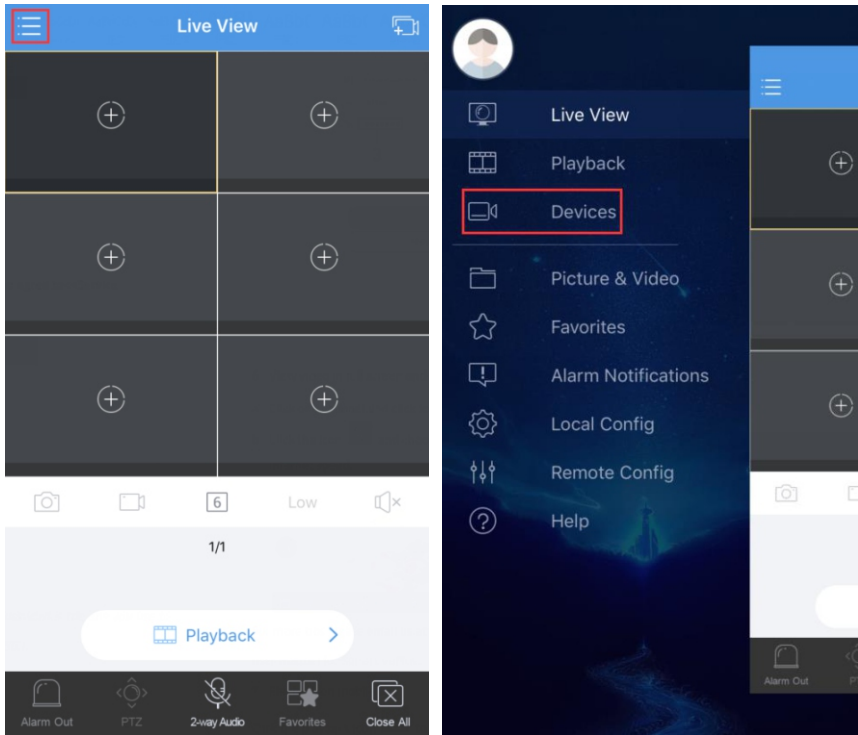 Live View
6
Low
1/1
Playback
Alarm Out
PTZ
2-way Audio
Favorites
Close All
Live View
Playback
Devices
Picture & Video
Favorites
Alarm Notifications
Local Config
Remote Config
Help
Alarm Out